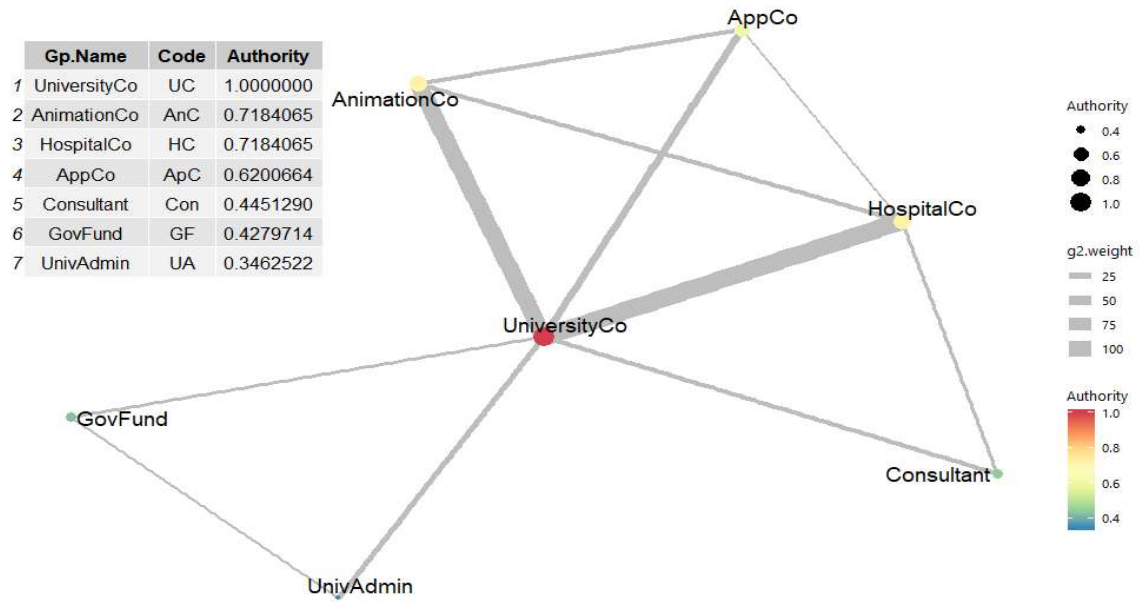 Gp.Name Code Authority
1 UniversityCo UC 1.0000000
2 AnimationCo AnC 0.7184065
3 HospitalCo HC 0.7184065
4 AppCo ApC 0.6200664
5 Consultant Con 0.4451290
6 GovFund GF 0.4279714
7 UnivAdmin UA 0.3462522
AppCo
AnimationCo
HospitalCo
UniversityCo
GovFund
Consultant
UnivAdmin
Authority
0.4
0.6
0.8
1.0
g2.weight
25
50
75
100
Authority
1.0
0.8
0.6
0.4